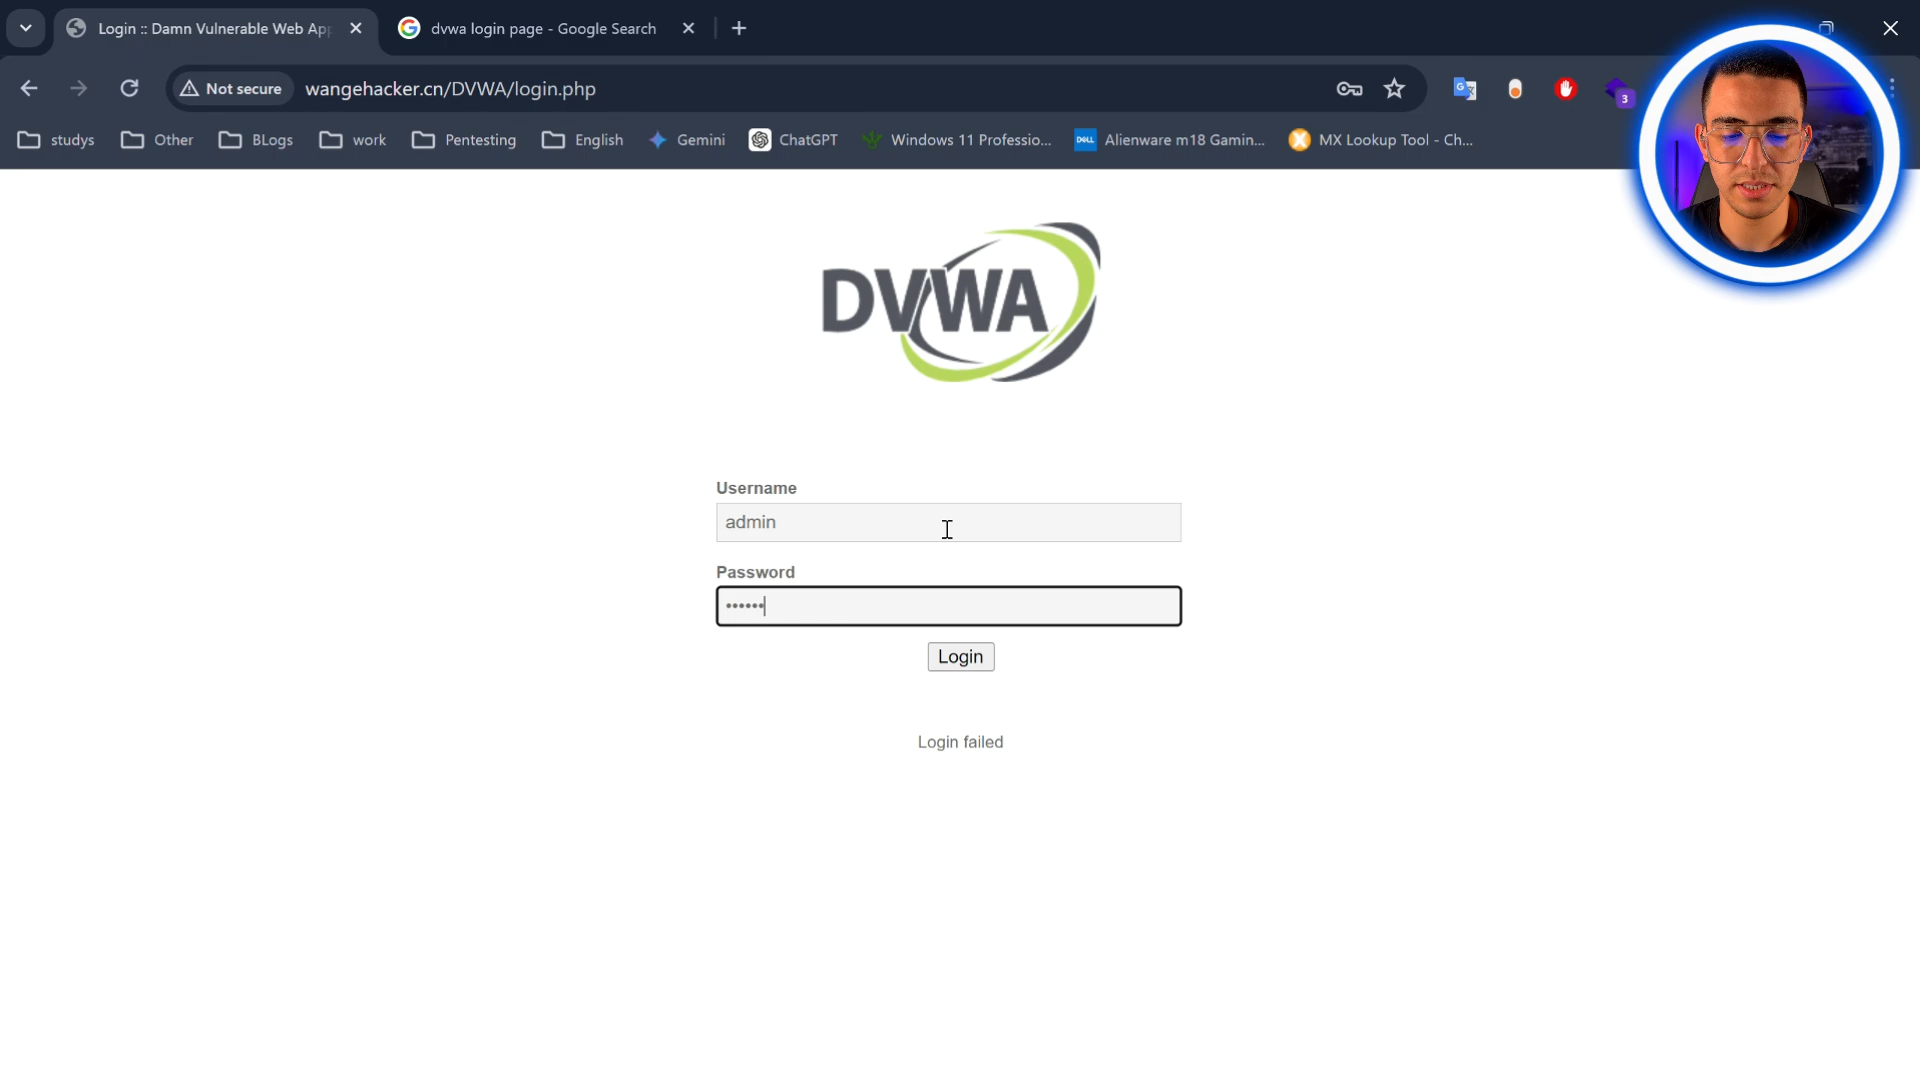 Login :: Damn Vulnerable Web App
dvwa login page - Google Search
Not secure
wangehacker.cn/DVWA/login.php
3
studys
Other
BLogs
work
Pentesting
English
Gemini
ChatGPT
Windows 11 Professio...
DELL
Alienware m18 Gamin...
MX Lookup Tool - Ch...
DVWA
Username
admin
Password
••••••
Login
Login failed